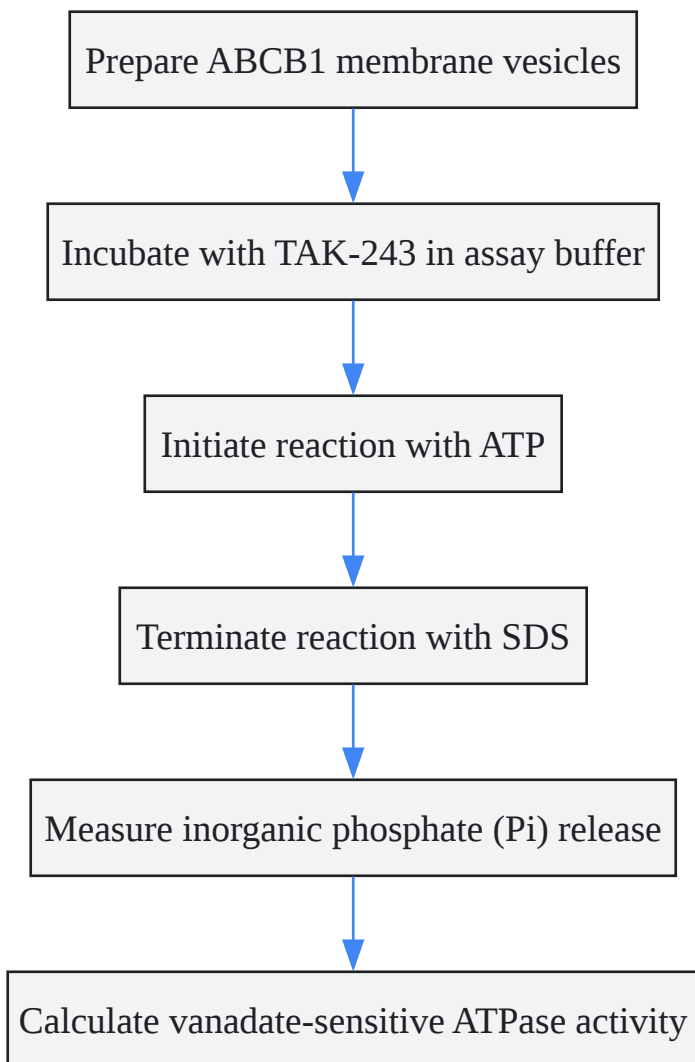 Prepare ABCB1 membrane vesicles
Incubate with TAK-243 in assay buffer
Initiate reaction with ATP
Terminate reaction with SDS
Measure inorganic phosphate (Pi) release
Calculate vanadate-sensitive ATPase activity